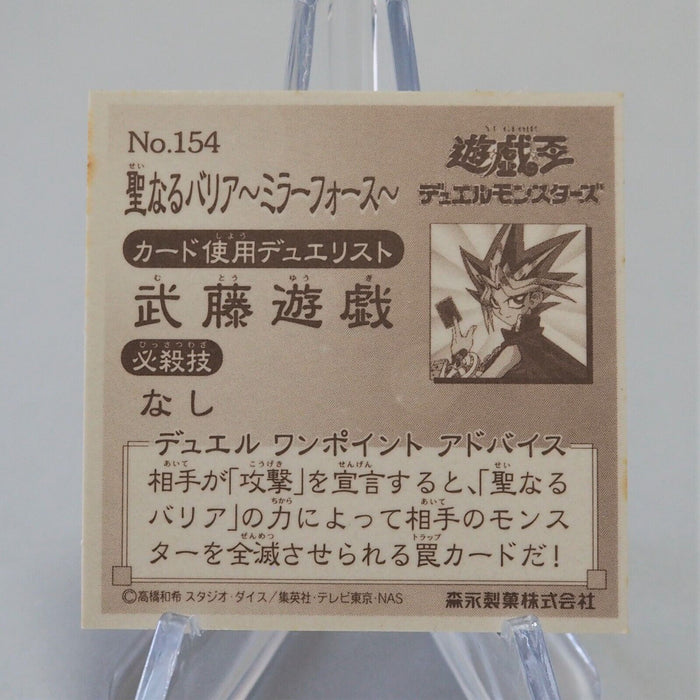 No.154
聖なるバリア～ミラーフォース～
遊戯王
デュエルモンスターズ
カード使用デュエリスト
武藤遊戯
必殺技
なし
デュエル ワンポイント アドバイス
相手が「攻撃」を宣言すると、「聖なる
バリア」の力によって相手のモンス
ターを全滅させられる罠カードだ!
©高橋和希 スタジオ・ダイス/集英社・テレビ東京・NAS
森永製菓株式会社